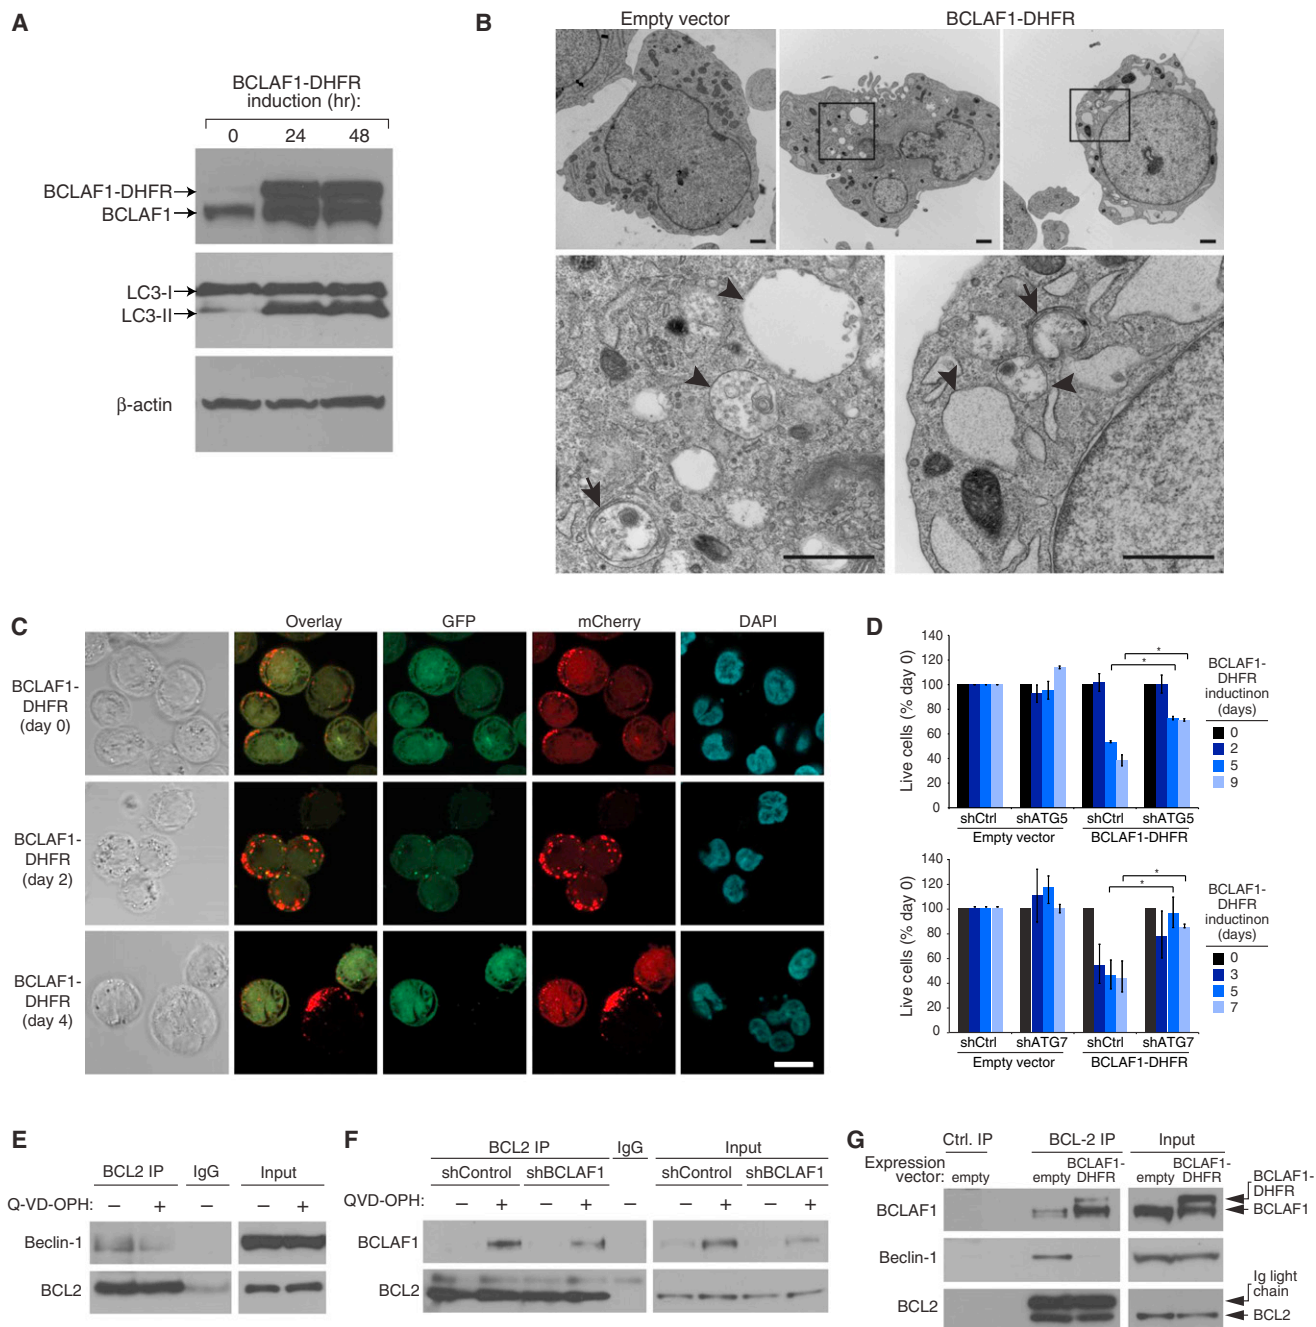 A
BCLAF1-DHFR
induction (hr):
0 24 48
BCLAF1-DHFR
BCLAF1
LC3-I
LC3-II
β-actin
B
Empty vector
BCLAF1-DHFR
C
Overlay GFP mCherry DAPI
BCLAF1-
DHFR
(day 0)
BCLAF1-
DHFR
(day 2)
BCLAF1-
DHFR
(day 4)
D
Live cells (% day 0)
140
120
100
80
60
40
20
0
* 
*
shCtrl shATG5 shCtrl shATG5
Empty vector BCLAF1-DHFR
BCLAF1-
DHFR
inductinon
(days)
0
2
5
9
Live cells (% day 0)
140
120
100
80
60
40
20
0
*
*
shCtrl shATG7 shCtrl shATG7
Empty vector BCLAF1-DHFR
BCLAF1-
DHFR
inductinon
(days)
0
3
5
7
E
BCL2 IP IgG Input
Q-VD-OPH: − + − − +
Beclin-1
BCL2
F
BCL2 IP IgG Input
shControl shBCLAF1 shControl shBCLAF1
QVD-OPH: − + − + − − + − +
BCLAF1
BCL2
G
Ctrl. IP BCL-2 IP Input
Expression
vector:
empty empty BCLAF1-
DHFR empty BCLAF1-
DHFR
BCLAF1
Beclin-1
BCL2
BCLAF1-
DHFR
BCLAF1
Ig light
chain
BCL2